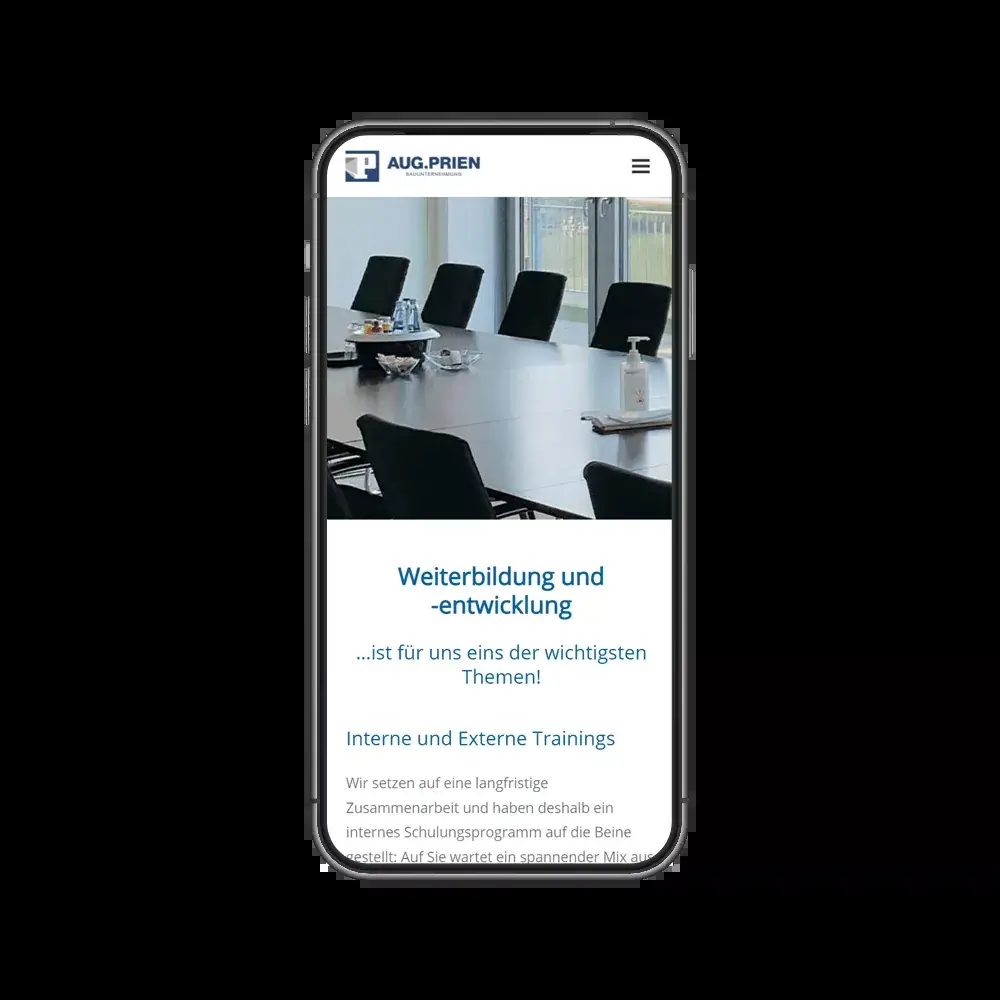 AUG.PRIEN
BAUUNTERNEHMUNG
Weiterbildung und
-entwicklung
...ist für uns eins der wichtigsten
Themen!
Interne und Externe Trainings
Wir setzen auf eine langfristige
Zusammenarbeit und haben deshalb ein
internes Schulungsprogramm auf die Beine
gestellt: Auf Sie wartet ein spannender Mix aus